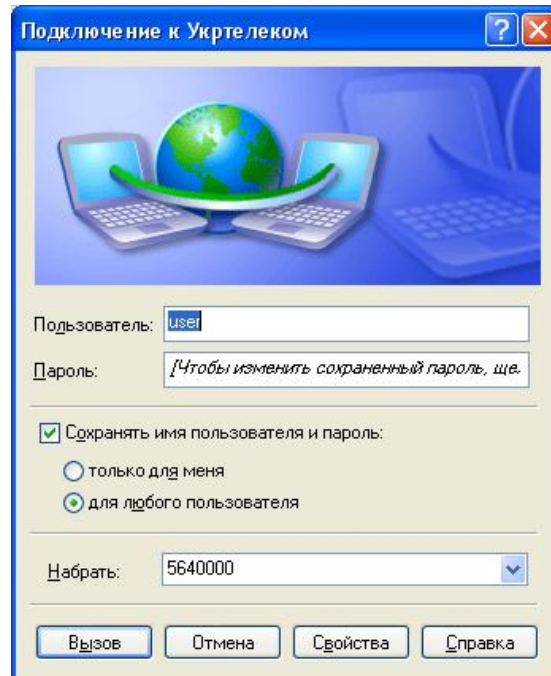 Подключение к Укртелеком
Пользователь: user
Пароль: [Чтобы изменить сохраненный пароль, ще.
Сохранять имя пользователя и пароль:
только для меня
для любого пользователя
Набрать: 5640000
Вызов Отмена Свойства Справка